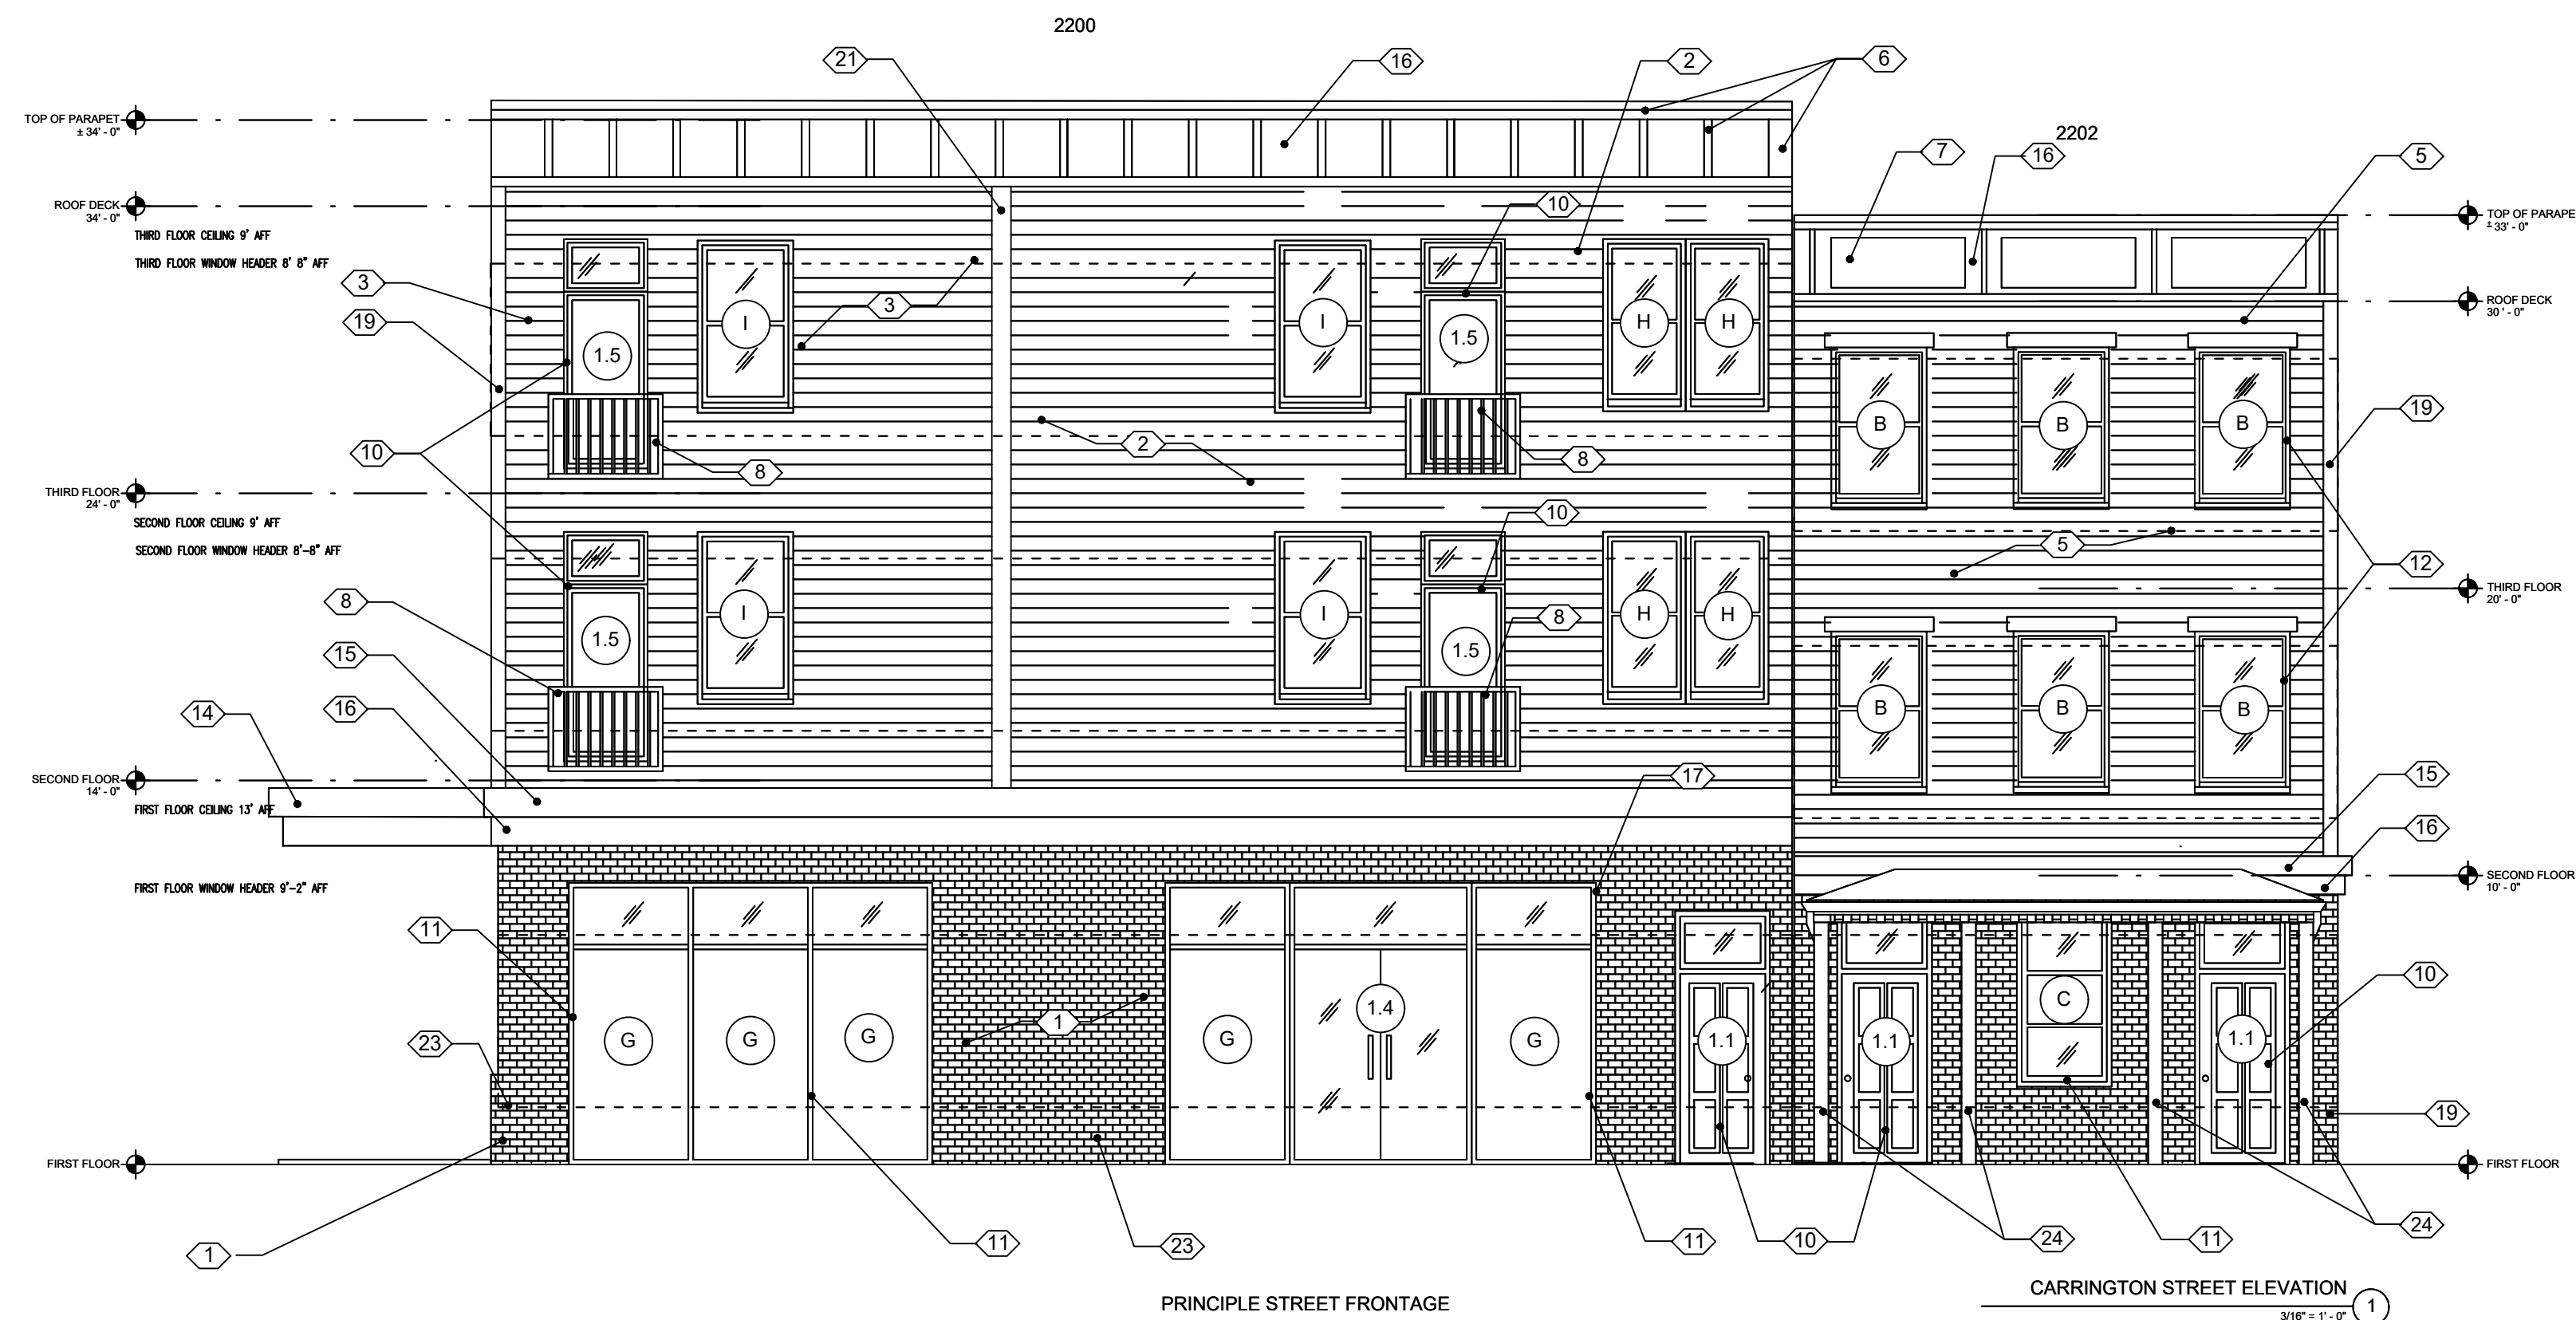 2200
21
16
2
6
TOP OF PARAPET
± 34' - 0"
2202
7
16
5
ROOF DECK
34' - 0"
10
TOP OF PARAPE
± 33' - 0"
THIRD FLOOR CEILING 9' AFF
THIRD FLOOR WINDOW HEADER 8' 8" AFF
3
3
ROOF DECK
30 ' - 0"
19
I
I
H
H
1.5
1.5
19
B
B
B
10
2
8
8
THIRD FLOOR
24' - 0"
10
SECOND FLOOR CEILING 9' AFF
SECOND FLOOR WINDOW HEADER 8'-8" AFF
5
12
THIRD FLOOR
20' - 0"
8
I
I
H
H
8
1.5
1.5
15
14
16
B
B
B
SECOND FLOOR
14' - 0"
17
15
FIRST FLOOR CEILING 13' AFF
16
FIRST FLOOR WINDOW HEADER 9'-2" AFF
SECOND FLOOR
10' - 0"
11
10
1.4
C
1
23
G
G
G
G
G
1.1
1.1
1.1
19
FIRST FLOOR
FIRST FLOOR
1
11
23
11
10
24
11
24
PRINCIPLE STREET FRONTAGE
CARRINGTON STREET ELEVATION
1
3/16" = 1' - 0"